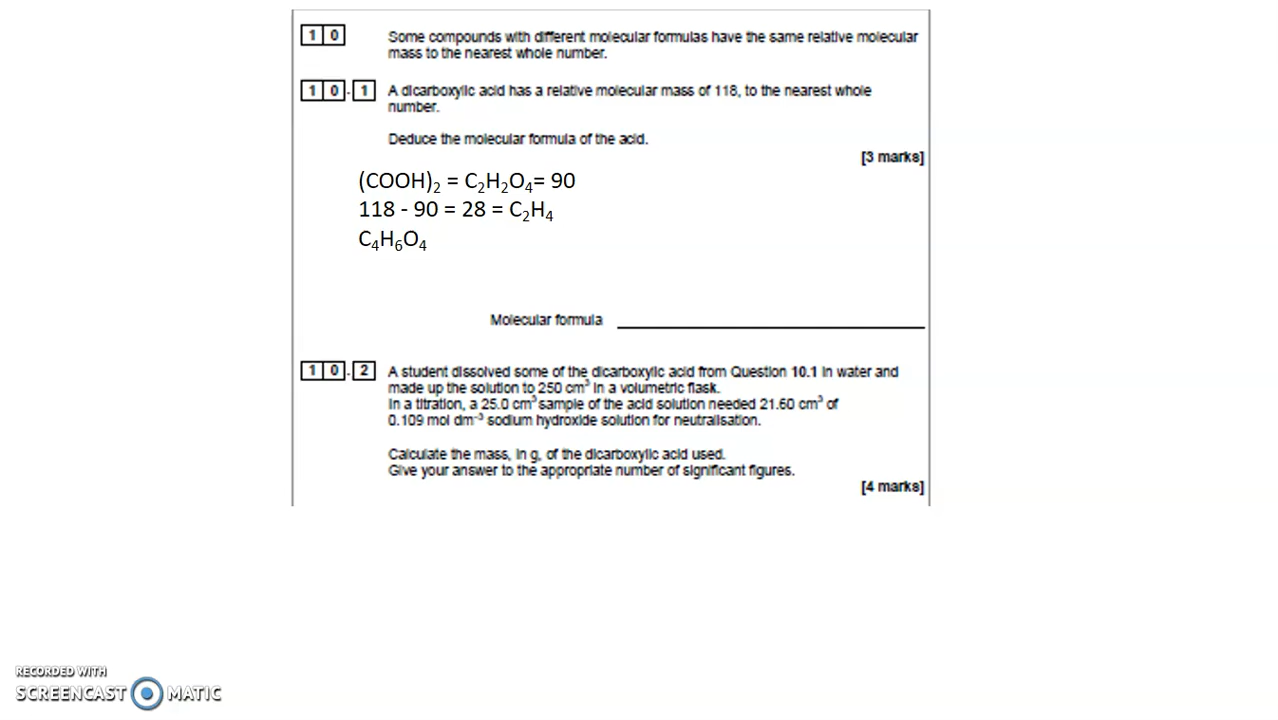 10 Some compounds with different molecular formulas have the same relative molecular
mass to the nearest whole number.
10.1 A dicarboxylic acid has a relative molecular mass of 118, to the nearest whole
number.
Deduce the molecular formula of the acid.
[3 marks]
(COOH)₂ = C₂H₂O₄= 90
118 - 90 = 28 = C₂H₄
C₄H₆O₄
Molecular formula
10.2 A student dissolved some of the dicarboxylic acid from Question 10.1 in water and
made up the solution to 250 cm³ in a volumetric flask.
In a titration, a 25.0 cm³ sample of the acid solution needed 21.60 cm³ of
0.109 mol dm⁻³ sodium hydroxide solution for neutralisation.
Calculate the mass, in g, of the dicarboxylic acid used.
Give your answer to the appropriate number of significant figures.
[4 marks]
RECORDED WITH
SCREENCAST MATIC